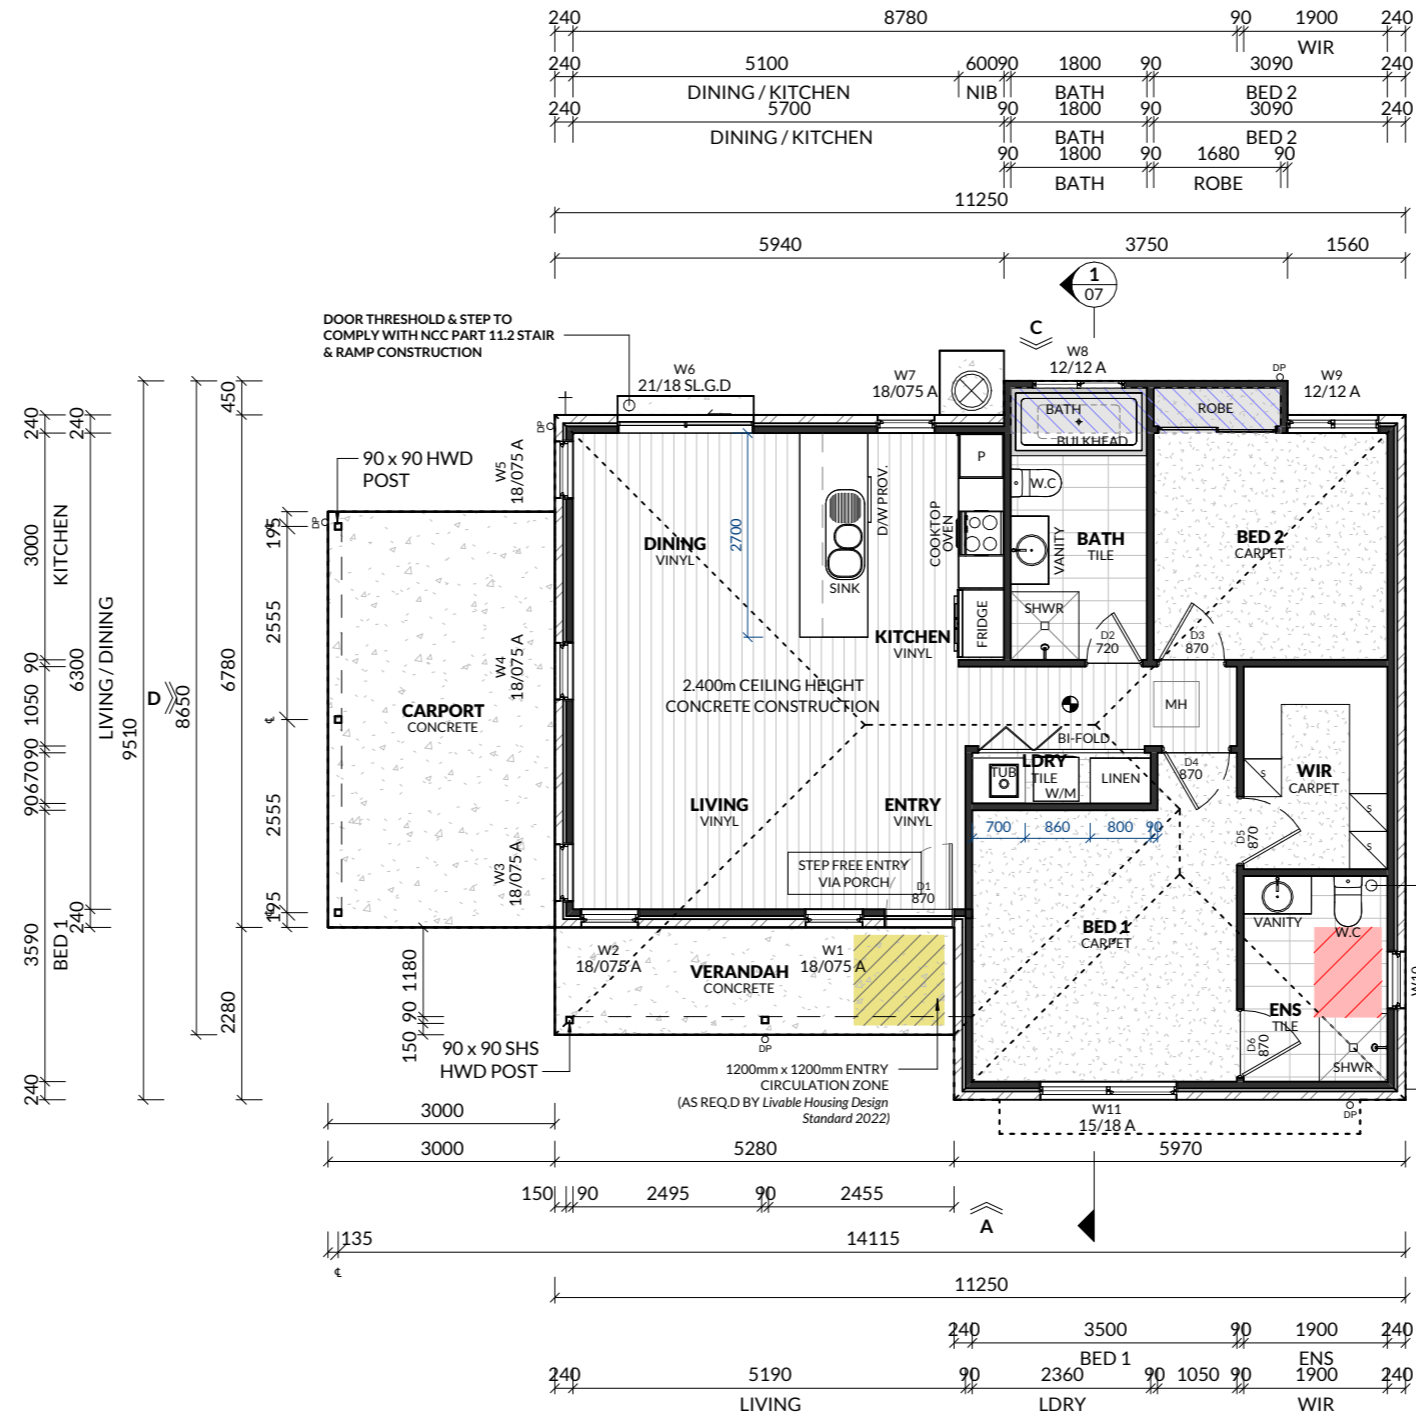 240 8780 90 1900 240
WIR
240 5100 600 90 1800 90 3090 240
DINING / KITCHEN NIB BATH BED 2
240 5700 90 1800 90 3090 240
DINING / KITCHEN BATH BED 2
90 1800 90 1680 90
BATH ROBE
11250
5940 3750 1560
1
07
C
DOOR THRESHOLD & STEP TO
COMPLY WITH NCC PART 11.2 STAIR
& RAMP CONSTRUCTION
W6
21/18 SL.G.D
W7
18/075 A
W8
12/12 A
DP
W9
12/12 A
DP
W5
18/075 A
90 x 90 HWD
POST
DP
BATH
BULKHEAD
ROBE
P
W.C
D/W PROV.
COOKTOP
OVEN
VANITY
BATH
TILE
BED 2
CARPET
DINING
VINYL
2700
SINK
KITCHEN
VINYL
FRIDGE
SHWR
D2
720
D3
870
W4
18/075 A
2.400m CEILING HEIGHT
CONCRETE CONSTRUCTION
MH
CARPORT
CONCRETE
BI-FOLD
LDRY
TILE
TUB
W/M
LINEN
D4
870
WIR
CARPET
S
S
S
LIVING
VINYL
ENTRY
VINYL
700 860 800 90
D5
870
W3
18/075 A
STEP FREE ENTRY
VIA PORCH
D1
870
VANITY
W.C
BED 1
CARPET
W2
18/075 A
VERANDAH
CONCRETE
W1
18/075 A
W10
ENS
TILE
D6
870
SHWR
DP
90 x 90 SHS
HWD POST
1200mm x 1200mm ENTRY
CIRCULATION ZONE
(AS REQ.D BY Livable Housing Design
Standard 2022)
W11
15/18 A
DP
240 3000 90 1050 90 670 90 240 3590 240
KITCHEN
BED 1
240 6300 240
LIVING / DINING
9510
D
8650
450 6780 2280
195 2555 2555 195
℄
℄
℄
1180 90 150
3000
3000 5280 5970
150 90 2495 90 2455
A
135 14115
℄
11250
240 3500 90 1900 240
BED 1 ENS
240 5190 90 2360 90 1050 90 1900 240
LIVING LDRY WIR